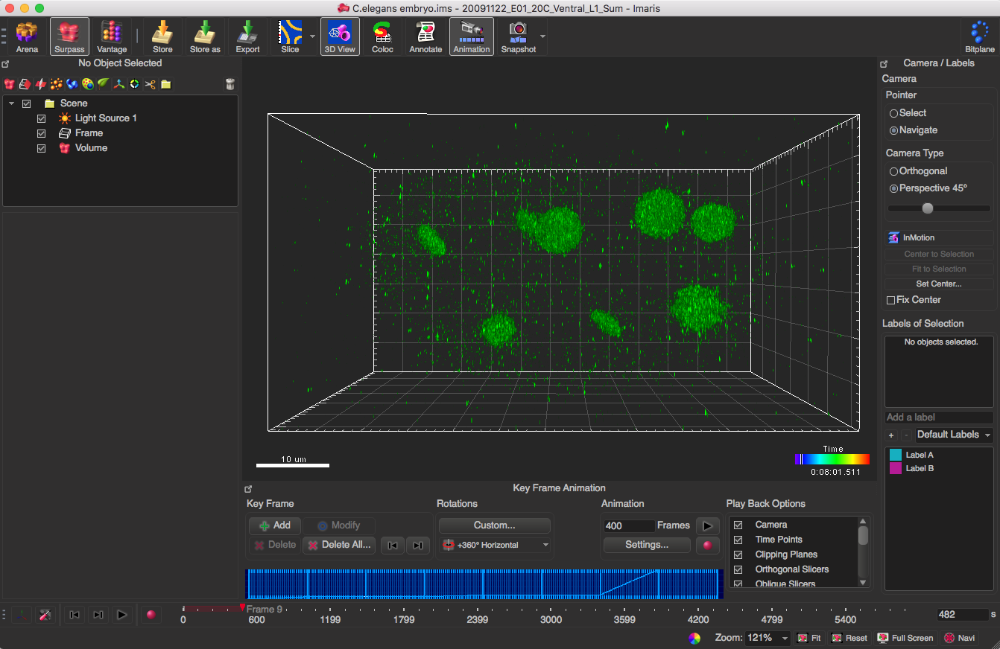 C.elegans embryo.ims - 20091122_E01_20C_Ventral_L1_Sum - Imaris
Arena Surpass Vantage Store Store as Export Slice 3D View Coloc Annotate Animation Snapshot Bitplane
No Object Selected
Scene
Light Source 1
Frame
Volume
10 um
Time
0:08:01.511
Camera / Labels
Camera
Pointer
Select
Navigate
Camera Type
Orthogonal
Perspective 45º
InMotion
Center to Selection
Fit to Selection
Set Center...
Fix Center
Labels of Selection
No objects selected.
Add a label
+ - Default Labels
Label A
Label B
Key Frame Animation
Key Frame
Add Modify
Delete Delete All...
Rotations
Custom...
+360° Horizontal
Animation
400 Frames
Settings...
Play Back Options
Camera
Time Points
Clipping Planes
Orthogonal Slicers
Oblique Slicers
Frame 9
0 600 1199 1799 2399 3000 3599 4200 4799 5400
482 s
Zoom: 121% Fit Reset Full Screen Navi